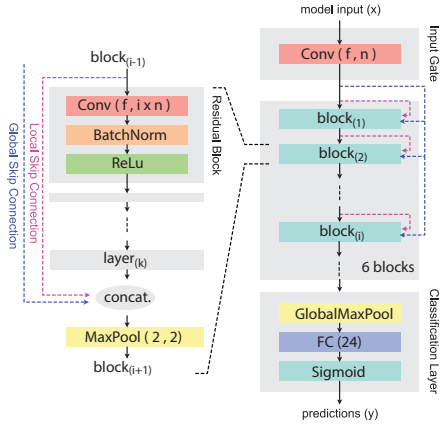 block(i-1)
Conv ( f , i x n )
BatchNorm
ReLu
layer(k)
concat.
MaxPool ( 2 , 2 )
block(i+1)
Global Skip Connection
Local Skip Connection
Residual Block
model input (x)
Conv ( f , n )
Input Gate
block(1)
block(2)
block(i)
6 blocks
GlobalMaxPool
FC (24)
Sigmoid
Classification
Layer
predictions (y)